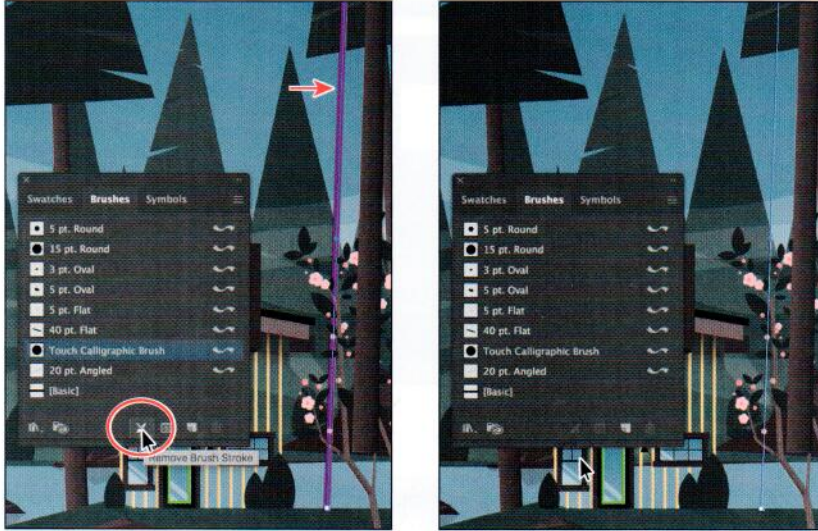 Swatches Brushes Symbols
5 pt. Round
15 pt. Round
3 pt. Oval
5 pt. Oval
5 pt. Flat
40 pt. Flat
Touch Calligraphic Brush
20 pt. Angled
[Basic]
Remove Brush Stroke
Swatches Brushes Symbols
5 pt. Round
15 pt. Round
3 pt. Oval
5 pt. Oval
5 pt. Flat
40 pt. Flat
Touch Calligraphic Brush
20 pt. Angled
[Basic]